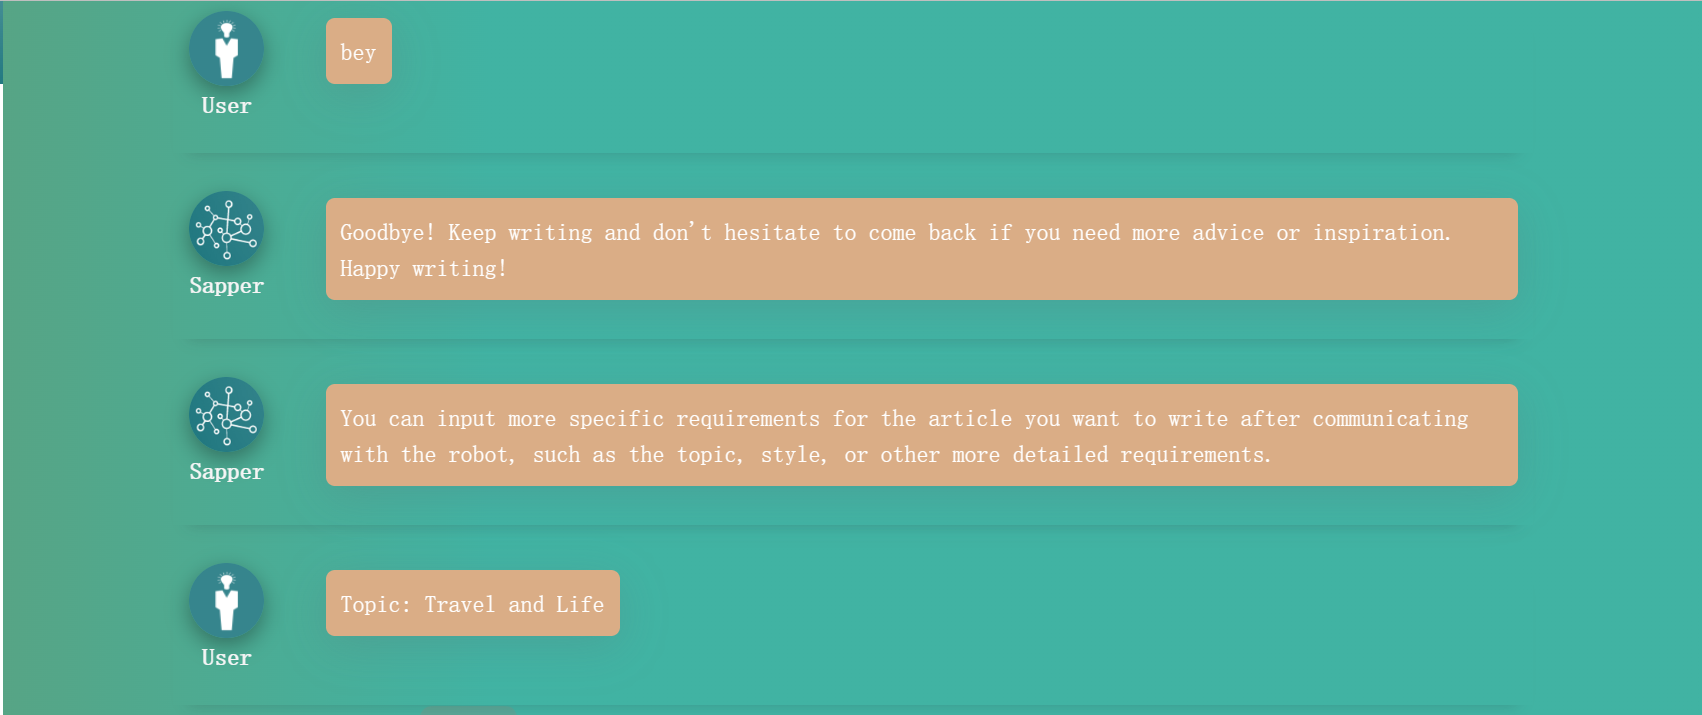 bey
User
Goodbye! Keep writing and don't hesitate to come back if you need more advice or inspiration.
Happy writing!
Sapper
You can input more specific requirements for the article you want to write after communicating
with the robot, such as the topic, style, or other more detailed requirements.
Sapper
Topic: Travel and Life
User